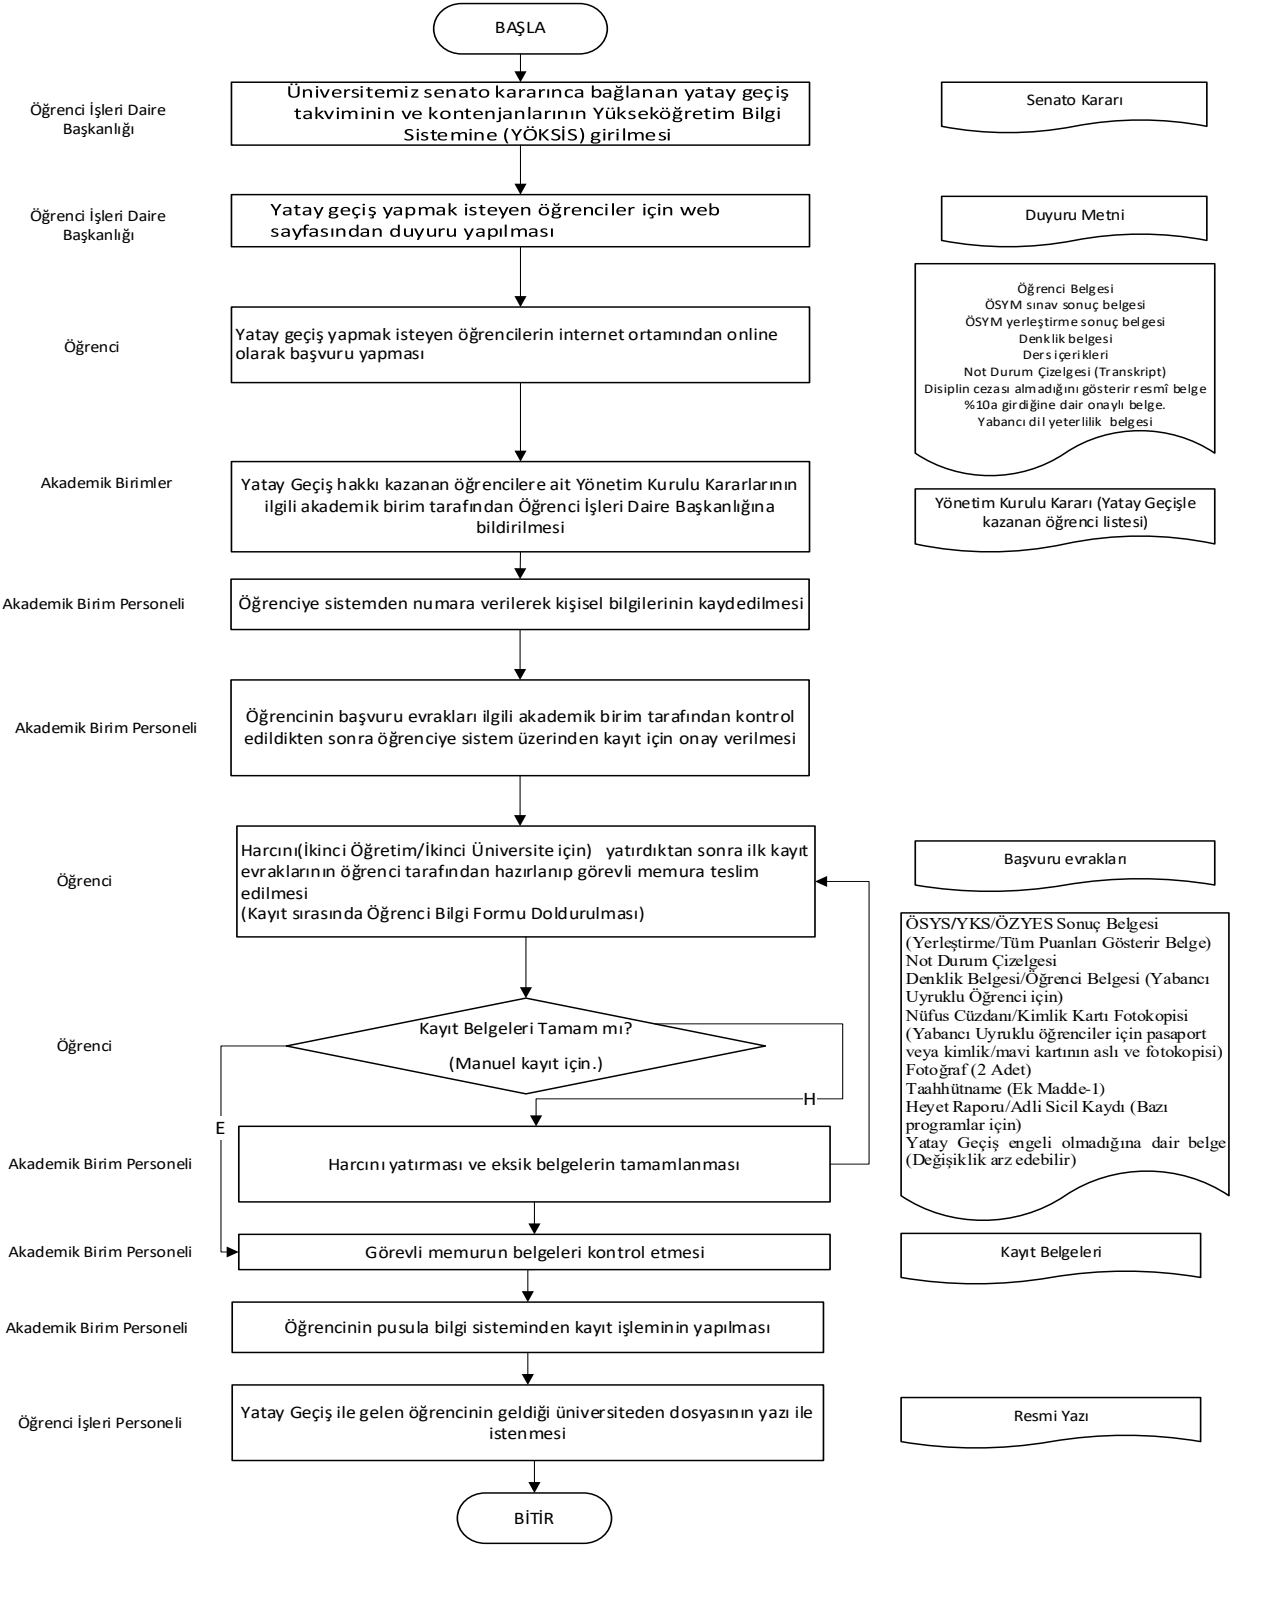 BAŞLA
Öğrenci İşleri Daire
Başkanlığı
Üniversitemiz senato kararınca bağlanan yatay geçiş
takviminin ve kontenjanlarının Yükseköğretim Bilgi
Sistemine (YÖKSİS) girilmesi
Senato Kararı
Öğrenci İşleri Daire
Başkanlığı
Yatay geçiş yapmak isteyen öğrenciler için web
sayfasından duyuru yapılması
Duyuru Metni
Öğrenci
Yatay geçiş yapmak isteyen öğrencilerin internet ortamından online
olarak başvuru yapması
Öğrenci Belgesi
ÖSYM sınav sonuç belgesi
ÖSYM yerleştirme sonuç belgesi
Denklik belgesi
Ders içerikleri
Not Durum Çizelgesi (Transkript)
Disiplin cezası almadığını gösterir resmî belge
%10a girdiğine dair onaylı belge.
Yabancı dil yeterlilik belgesi
Akademik Birimler
Yatay Geçiş hakkı kazanan öğrencilere ait Yönetim Kurulu Kararlarının
ilgili akademik birim tarafından Öğrenci İşleri Daire Başkanlığına
bildirilmesi
Yönetim Kurulu Kararı (Yatay Geçişle
kazanan öğrenci listesi)
Akademik Birim Personeli
Öğrenciye sistemden numara verilerek kişisel bilgilerinin kaydedilmesi
Akademik Birim Personeli
Öğrencinin başvuru evrakları ilgili akademik birim tarafından kontrol
edildikten sonra öğrenciye sistem üzerinden kayıt için onay verilmesi
Öğrenci
Harcını(İkinci Öğretim/İkinci Üniversite için) yatırdıktan sonra ilk kayıt
evraklarının öğrenci tarafından hazırlanıp görevli memura teslim
edilmesi
(Kayıt sırasında Öğrenci Bilgi Formu Doldurulması)
Başvuru evrakları
ÖSYS/YKS/ÖZYES Sonuç Belgesi
(Yerleştirme/Tüm Puanları Gösterir Belge)
Not Durum Çizelgesi
Denklik Belgesi/Öğrenci Belgesi (Yabancı
Uyruklu Öğrenci için)
Nüfus Cüzdanı/Kimlik Kartı Fotokopisi
(Yabancı Uyruklu öğrenciler için pasaport
veya kimlik/mavi kartının aslı ve fotokopisi)
Fotoğraf (2 Adet)
Taahhütname (Ek Madde-1)
Heyet Raporu/Adli Sicil Kaydı (Bazı
programlar için)
Yatay Geçiş engeli olmadığına dair belge
(Değişiklik arz edebilir)
Öğrenci
Kayıt Belgeleri Tamam mı?
(Manuel kayıt için.)
H
E
Akademik Birim Personeli
Harcını yatırması ve eksik belgelerin tamamlanması
Akademik Birim Personeli
Görevli memurun belgeleri kontrol etmesi
Kayıt Belgeleri
Akademik Birim Personeli
Öğrencinin pusula bilgi sisteminden kayıt işleminin yapılması
Öğrenci İşleri Personeli
Yatay Geçiş ile gelen öğrencinin geldiği üniversiteden dosyasının yazı ile
istenmesi
Resmi Yazı
BİTİR